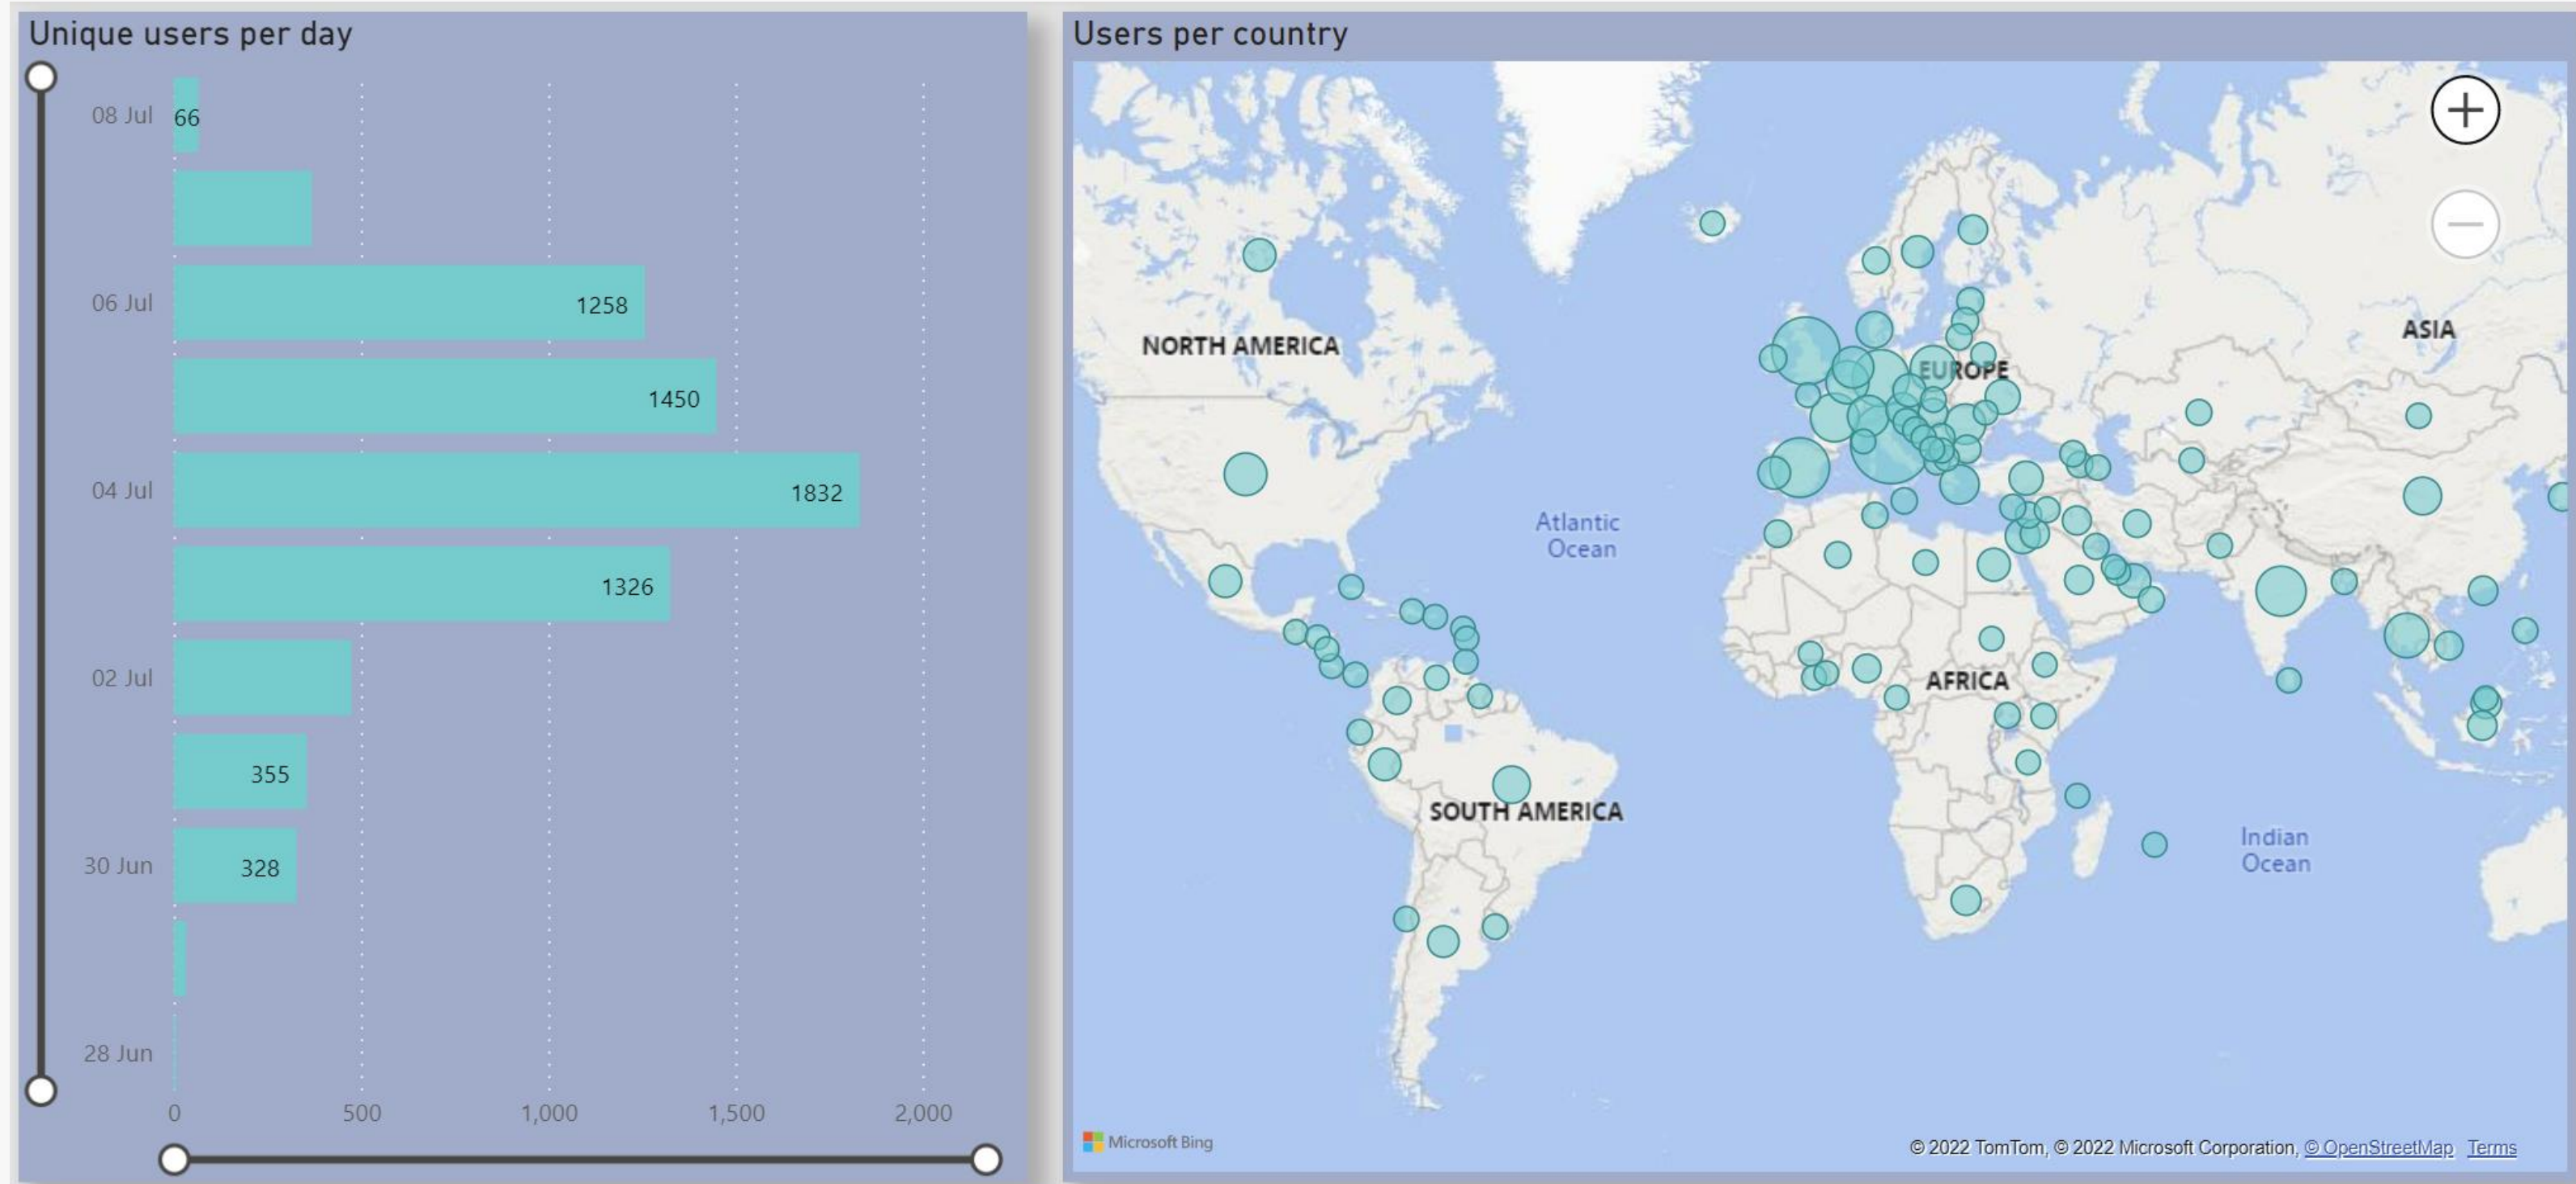 Unique users per day
08 Jul
66
06 Jul
1258
1450
04 Jul
1832
1326
02 Jul
355
30 Jun
328
28 Jun
0
500
1,000
1,500
2,000
Users per country
NORTH AMERICA
EUROPE
ASIA
Atlantic
Ocean
AFRICA
SOUTH AMERICA
Indian
Ocean
Microsoft Bing
© 2022 TomTom, © 2022 Microsoft Corporation, © OpenStreetMap Terms